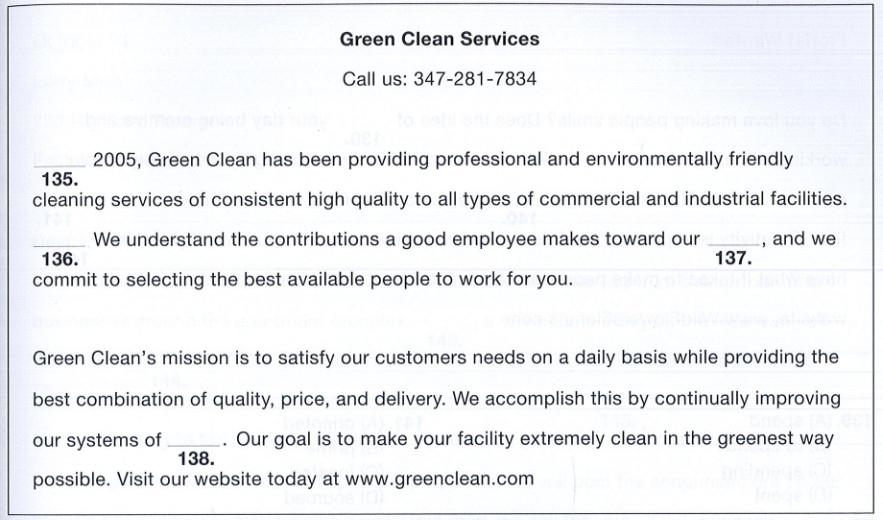 Green Clean Services
Call us: 347-281-7834
____ 2005, Green Clean has been providing professional and environmentally friendly
135.
cleaning services of consistent high quality to all types of commercial and industrial facilities.
____ We understand the contributions a good employee makes toward our ____, and we
136. 137.
commit to selecting the best available people to work for you.
Green Clean's mission is to satisfy our customers needs on a daily basis while providing the
best combination of quality, price, and delivery. We accomplish this by continually improving
our systems of ____. Our goal is to make your facility extremely clean in the greenest way
138.
possible. Visit our website today at www.greenclean.com